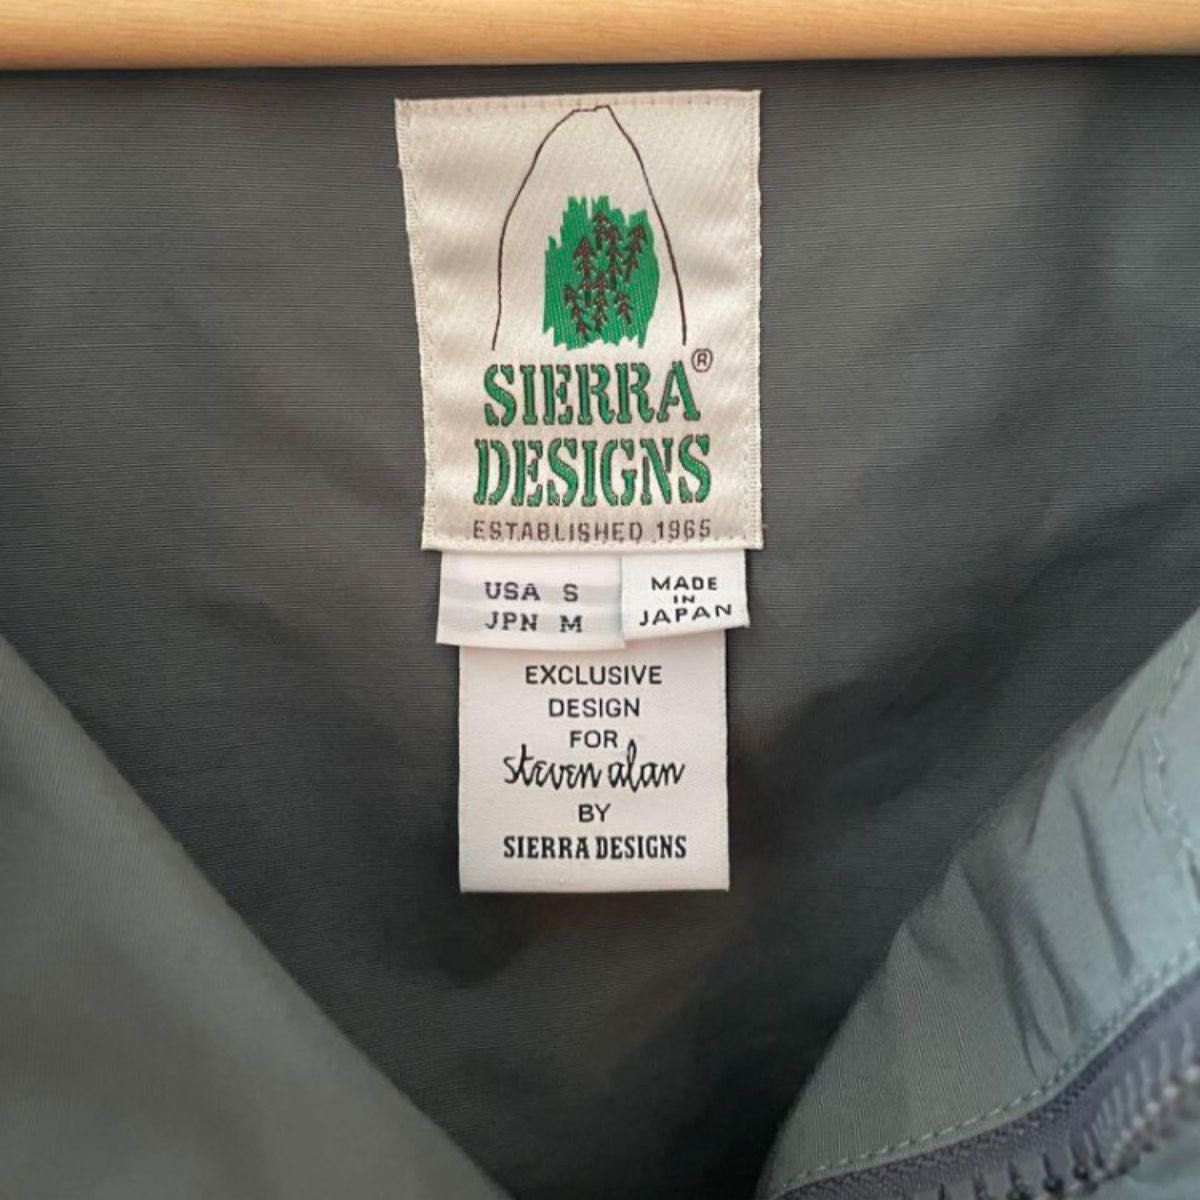 SIERRA®
DESIGNS
ESTABLISHED 1965
USA S
JPN M
MADE
IN
JAPAN
EXCLUSIVE
DESIGN
FOR
steven alan
BY
SIERRA DESIGNS